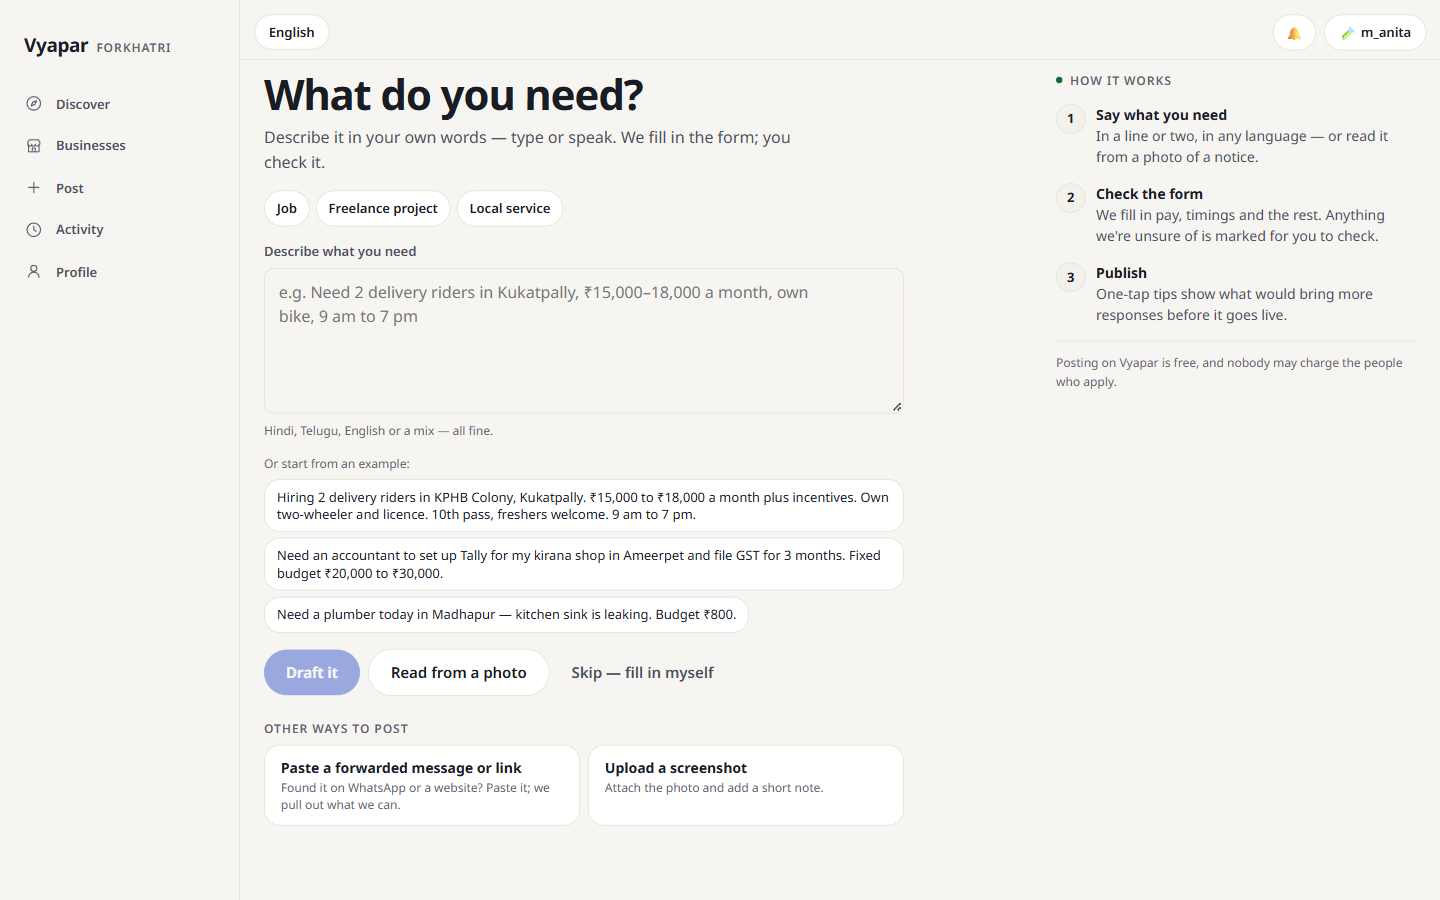 Vyapar FORKHATRI
Discover
Businesses
Post
Activity
Profile
English
m_anita
What do you need?
Describe it in your own words — type or speak. We fill in the form; you
check it.
Job
Freelance project
Local service
Describe what you need
e.g. Need 2 delivery riders in Kukatpally, ₹15,000–18,000 a month, own
bike, 9 am to 7 pm
Hindi, Telugu, English or a mix — all fine.
Or start from an example:
Hiring 2 delivery riders in KPHB Colony, Kukatpally. ₹15,000 to ₹18,000 a month plus incentives. Own
two-wheeler and licence. 10th pass, freshers welcome. 9 am to 7 pm.
Need an accountant to set up Tally for my kirana shop in Ameerpet and file GST for 3 months. Fixed
budget ₹20,000 to ₹30,000.
Need a plumber today in Madhapur — kitchen sink is leaking. Budget ₹800.
Draft it
Read from a photo
Skip — fill in myself
OTHER WAYS TO POST
Paste a forwarded message or link
Found it on WhatsApp or a website? Paste it; we
pull out what we can.
Upload a screenshot
Attach the photo and add a short note.
HOW IT WORKS
1
Say what you need
In a line or two, in any language — or read it
from a photo of a notice.
2
Check the form
We fill in pay, timings and the rest. Anything
we're unsure of is marked for you to check.
3
Publish
One-tap tips show what would bring more
responses before it goes live.
Posting on Vyapar is free, and nobody may charge the people
who apply.